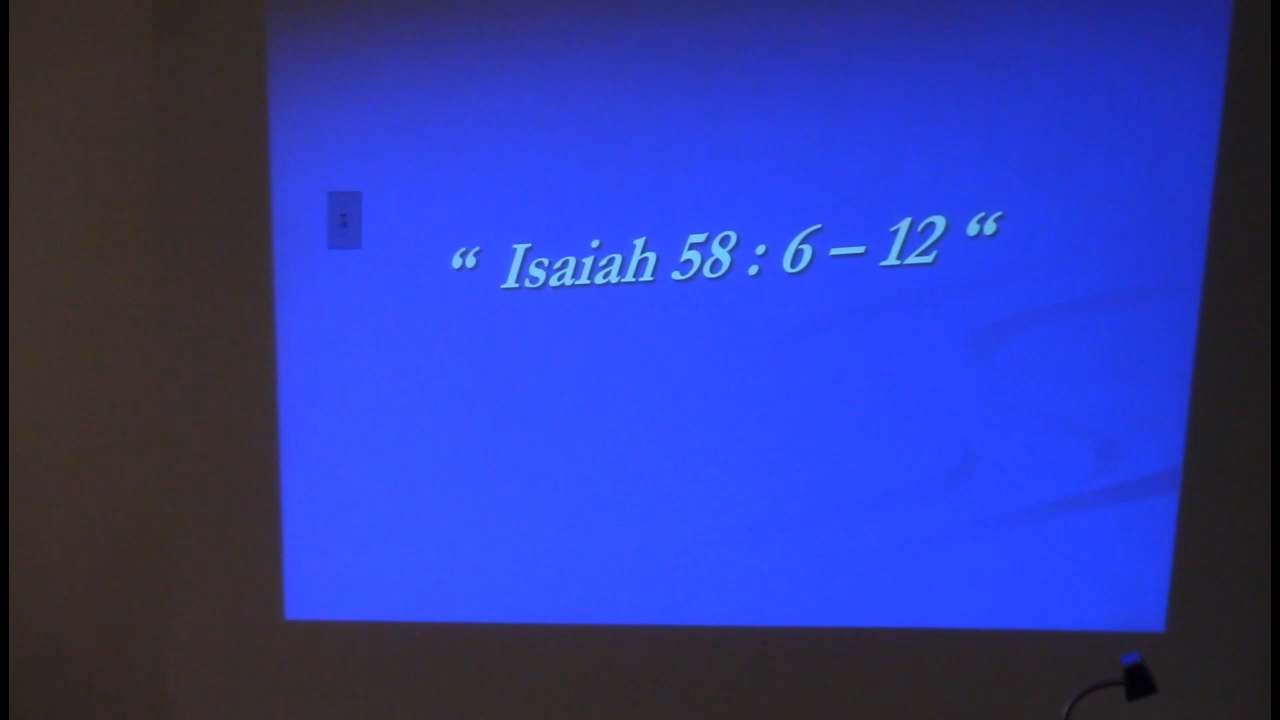 “ Isaiah 58 : 6 – 12 “